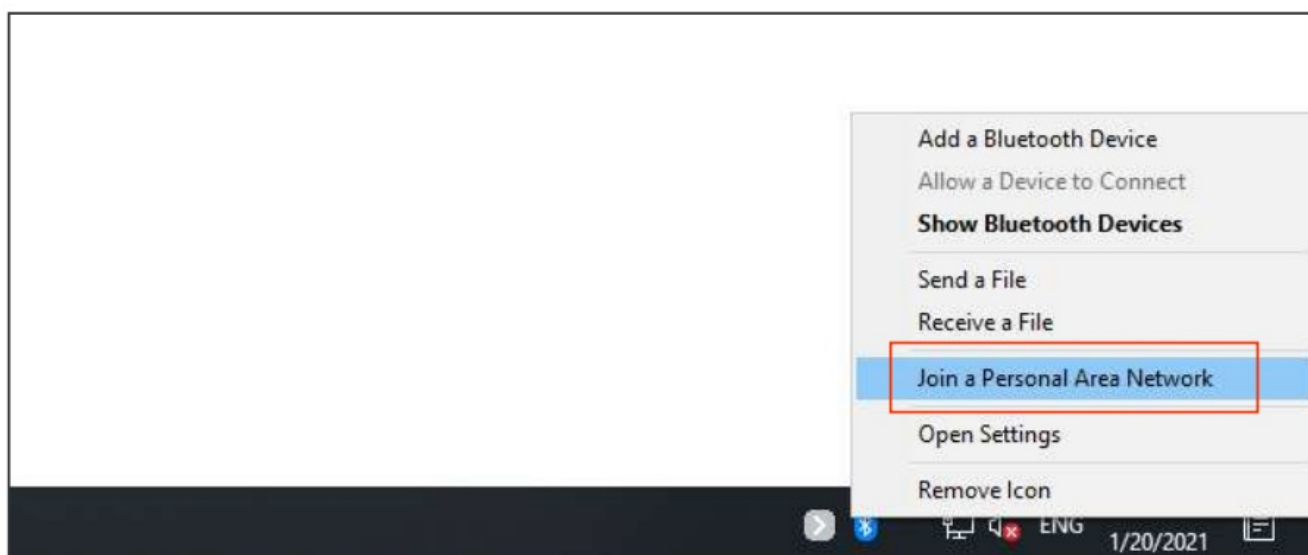 Add a Bluetooth Device
Allow a Device to Connect
Show Bluetooth Devices
Send a File
Receive a File
Join a Personal Area Network
Open Settings
Remove Icon
ENG
1/20/2021